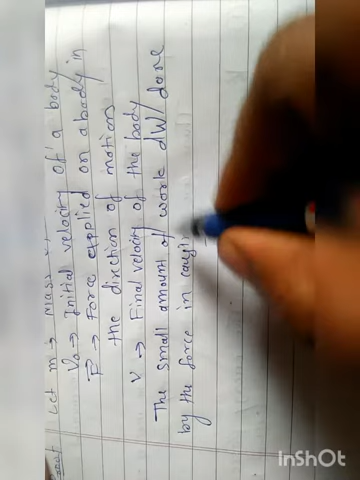 Let m → Mass
V₀ → Initial velocity of a body
F → Force applied on a body in
the direction of motion
V → Final velocity of the body
The small amount of work dW done
by the force in
InShOt